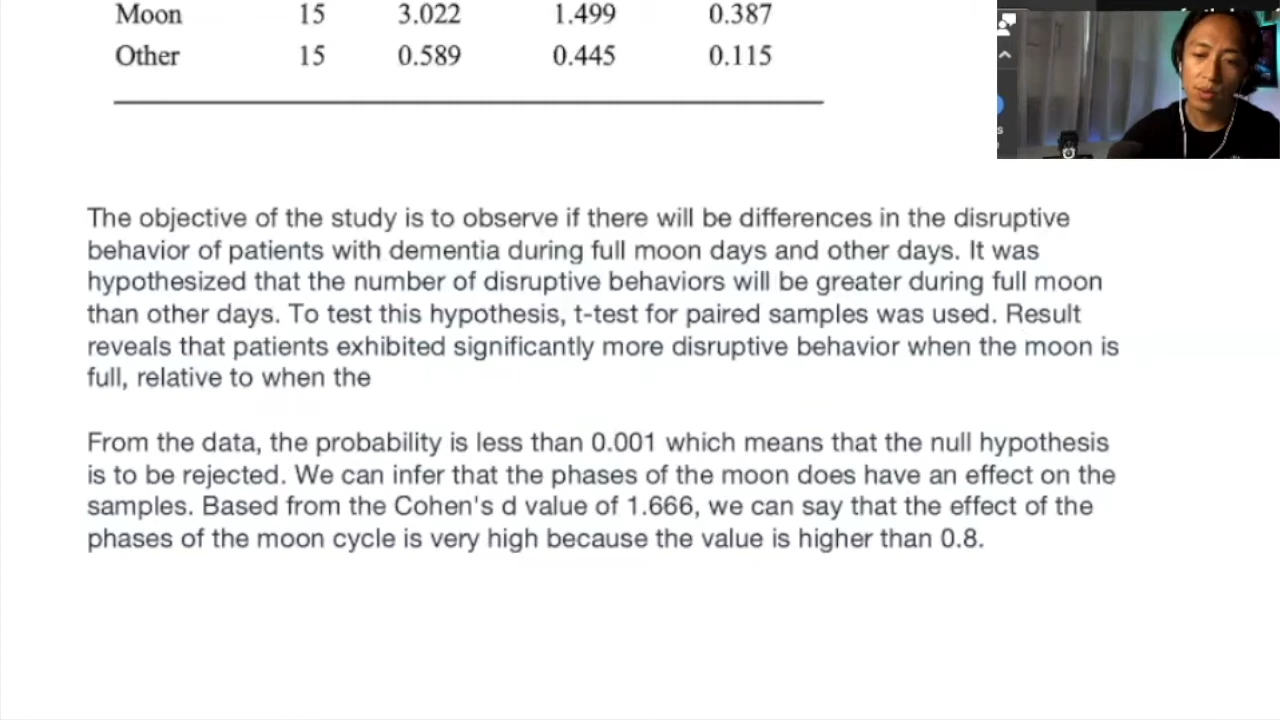 Moon 15 3.022 1.499 0.387
Other 15 0.589 0.445 0.115
The objective of the study is to observe if there will be differences in the disruptive
behavior of patients with dementia during full moon days and other days. It was
hypothesized that the number of disruptive behaviors will be greater during full moon
than other days. To test this hypothesis, t-test for paired samples was used. Result
reveals that patients exhibited significantly more disruptive behavior when the moon is
full, relative to when the
From the data, the probability is less than 0.001 which means that the null hypothesis
is to be rejected. We can infer that the phases of the moon does have an effect on the
samples. Based from the Cohen's d value of 1.666, we can say that the effect of the
phases of the moon cycle is very high because the value is higher than 0.8.